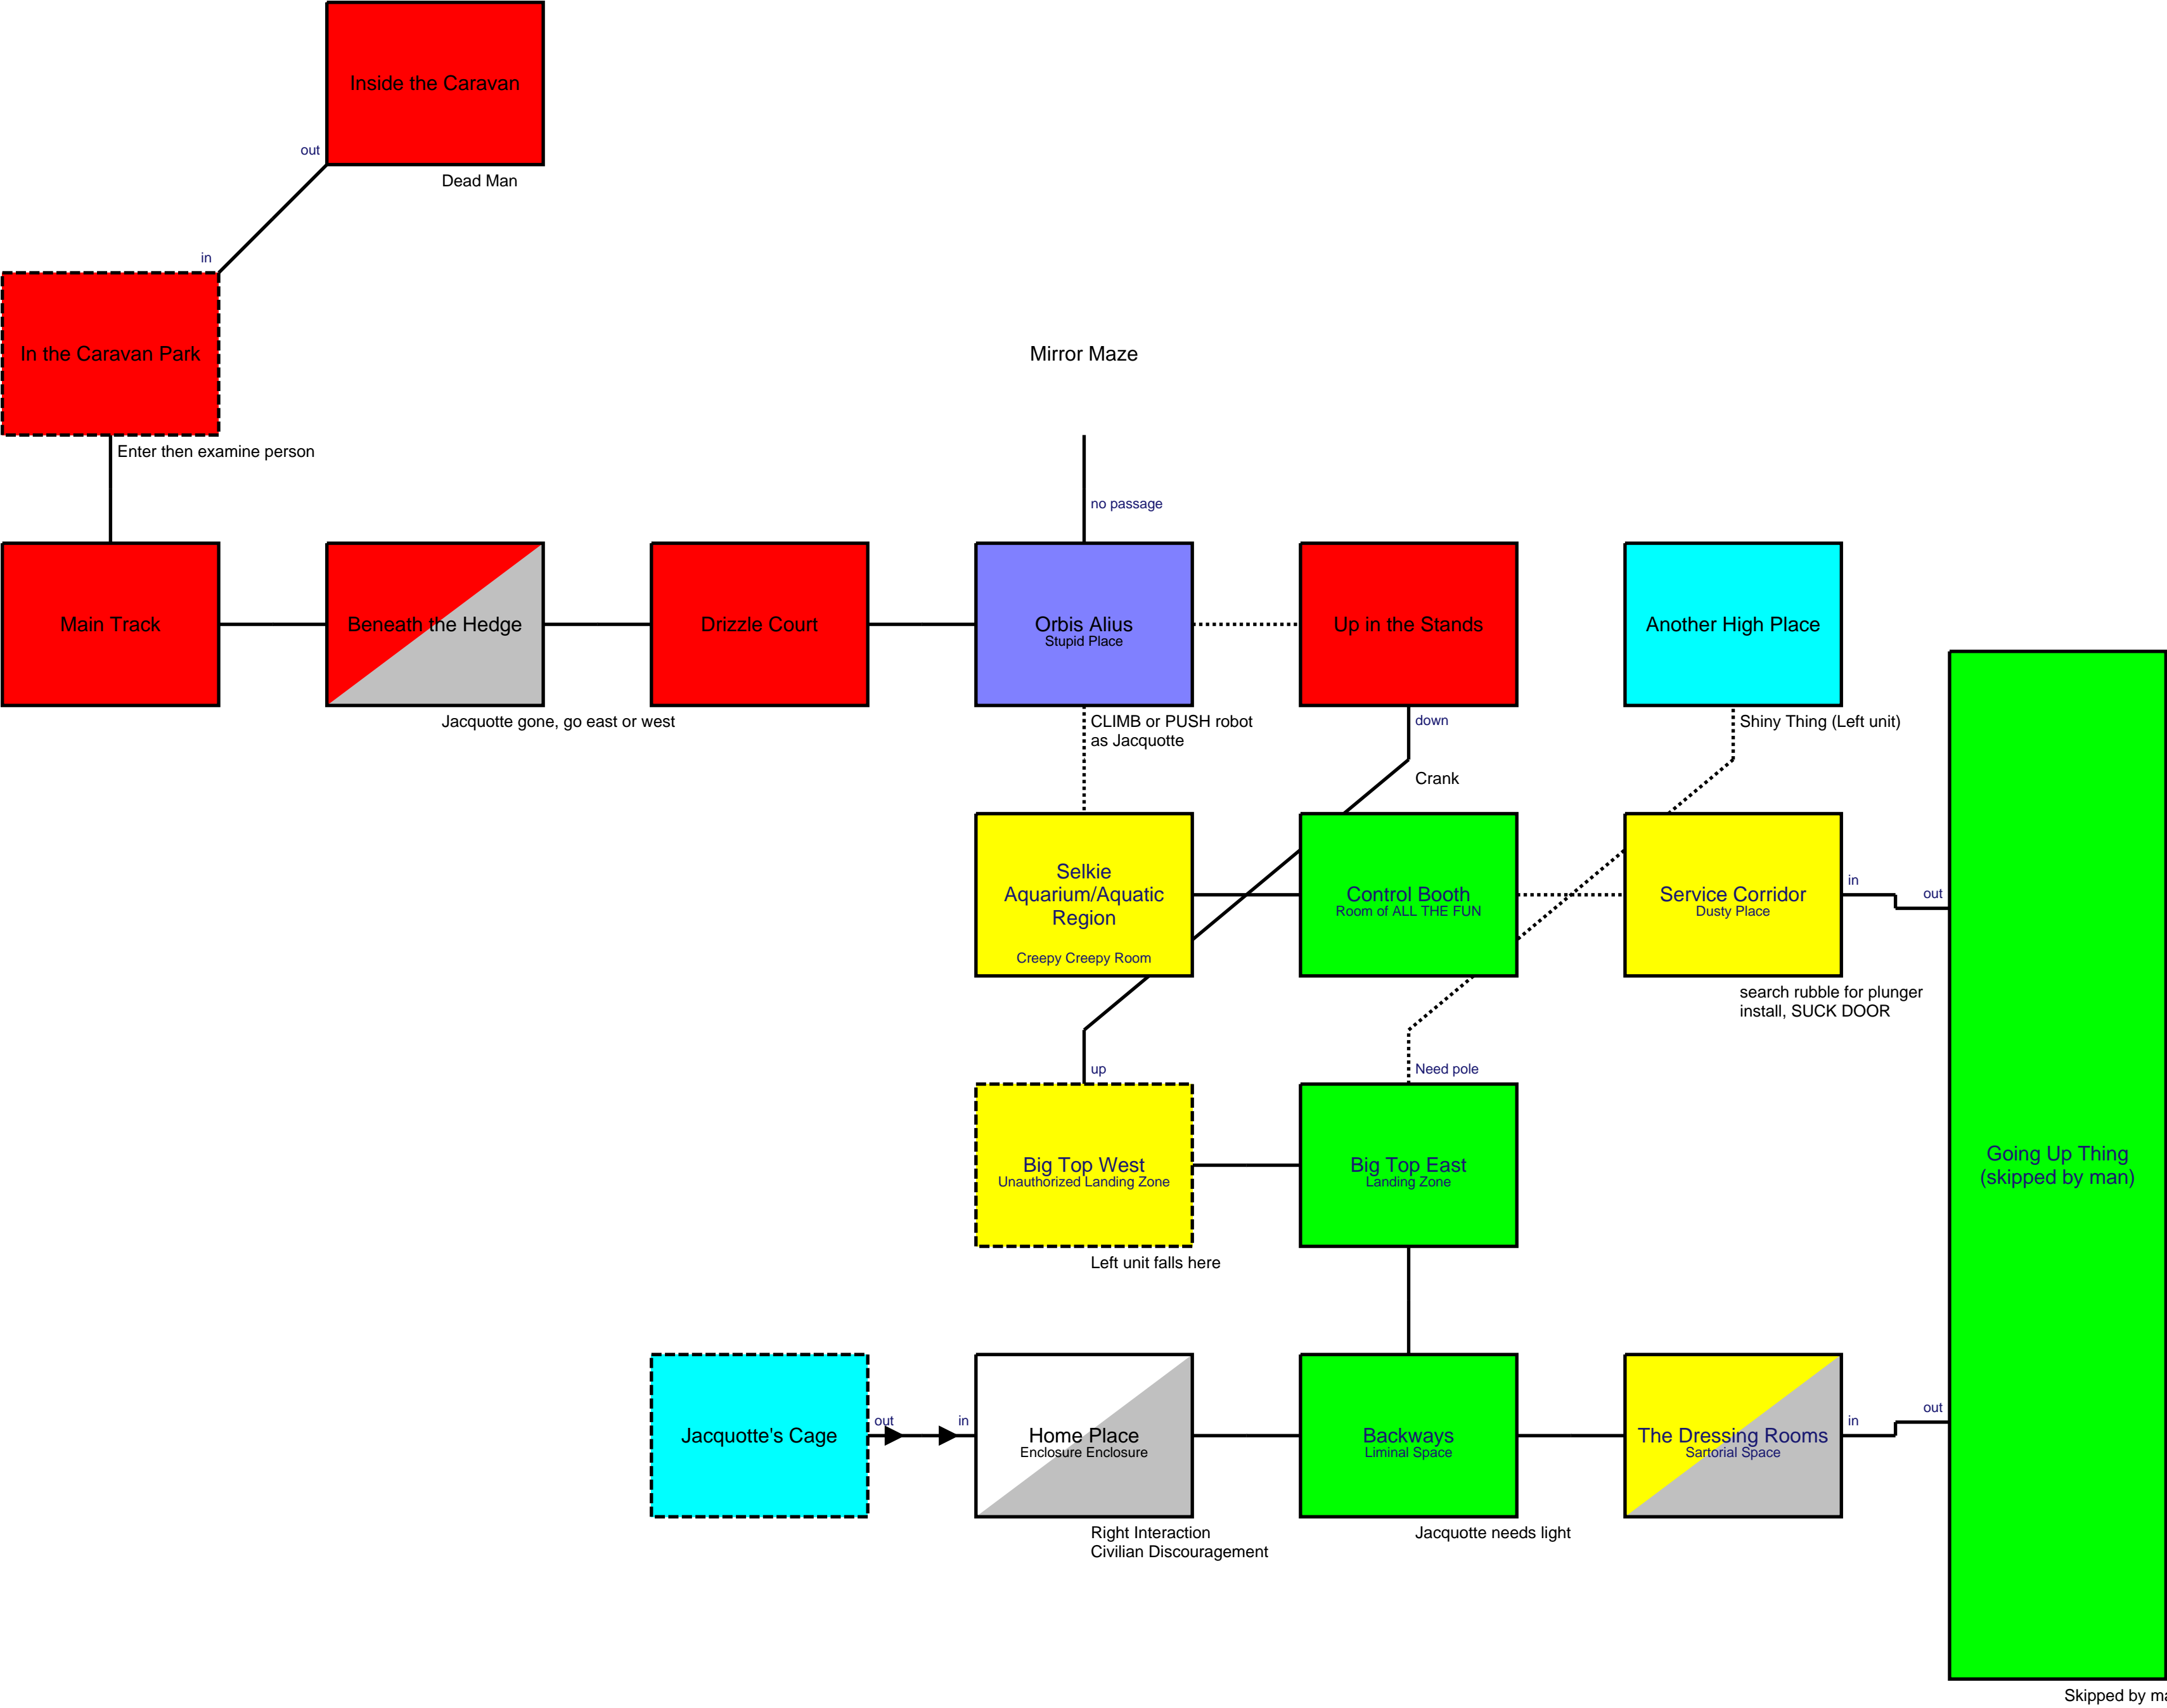 Inside the Caravan
out
Dead Man
in
In the Caravan Park
Mirror Maze
Enter then examine person
no passage
Main Track
Beneath the Hedge
Drizzle Court
Orbis Alius
Stupid Place
Up in the Stands
Another High Place
Jacquotte gone, go east or west
CLIMB or PUSH robot
as Jacquotte
down
Shiny Thing (Left unit)
Crank
Selkie
Aquarium/Aquatic
Region
Creepy Creepy Room
Control Booth
Room of ALL THE FUN
Service Corridor
Dusty Place
in
out
search rubble for plunger
install, SUCK DOOR
up
Need pole
Big Top West
Unauthorized Landing Zone
Big Top East
Landing Zone
Going Up Thing
(skipped by man)
Left unit falls here
Jacquotte's Cage
out
in
Home Place
Enclosure Enclosure
Backways
Liminal Space
The Dressing Rooms
Sartorial Space
in
out
Right Interaction
Civilian Discouragement
Jacquotte needs light
Skipped by ma